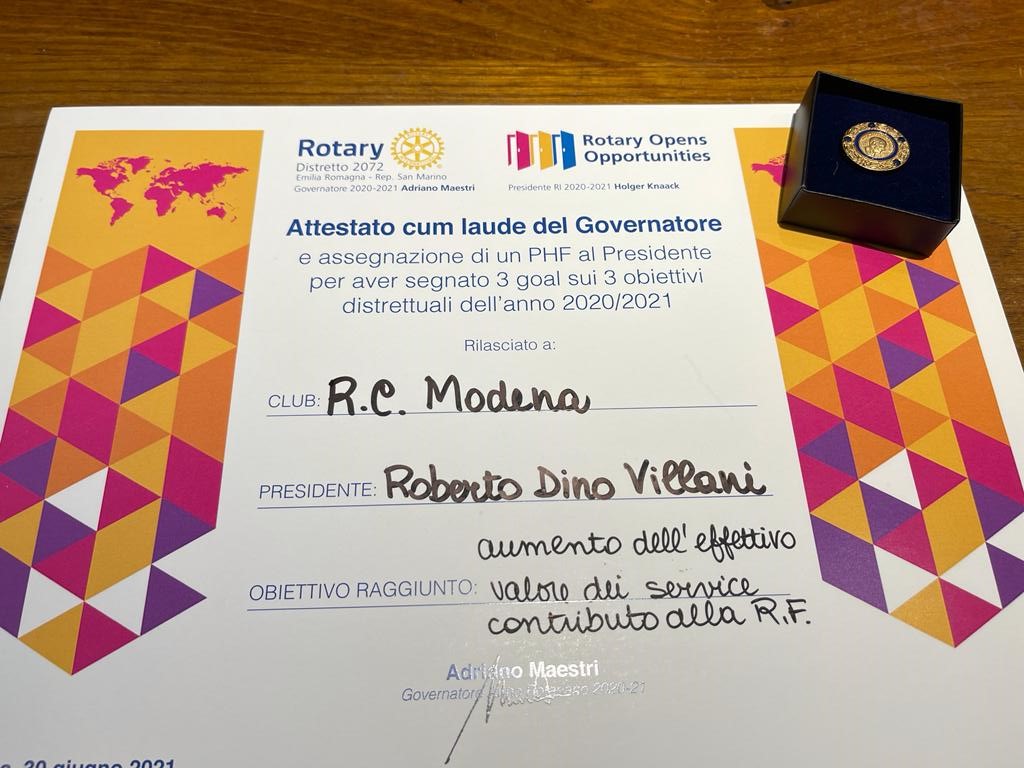 Rotary
Distretto 2072
Emilia Romagna - Rep. San Marino
Governatore 2020-2021 Adriano Maestri
Rotary Opens
Opportunities
Presidente RI 2020-2021 Holger Knaack
Attestato cum laude del Governatore
e assegnazione di un PHF al Presidente
per aver segnato 3 goal sui 3 obiettivi
distrettuali dell'anno 2020/2021
Rilasciato a:
CLUB: R.C. Modena
PRESIDENTE: Roberto Dino Villani
aumento dell'effettivo
OBIETTIVO RAGGIUNTO: valore dei service
contributo alla R.F.
Adriano Maestri
Governatore 2020-21
30 giugno 2021